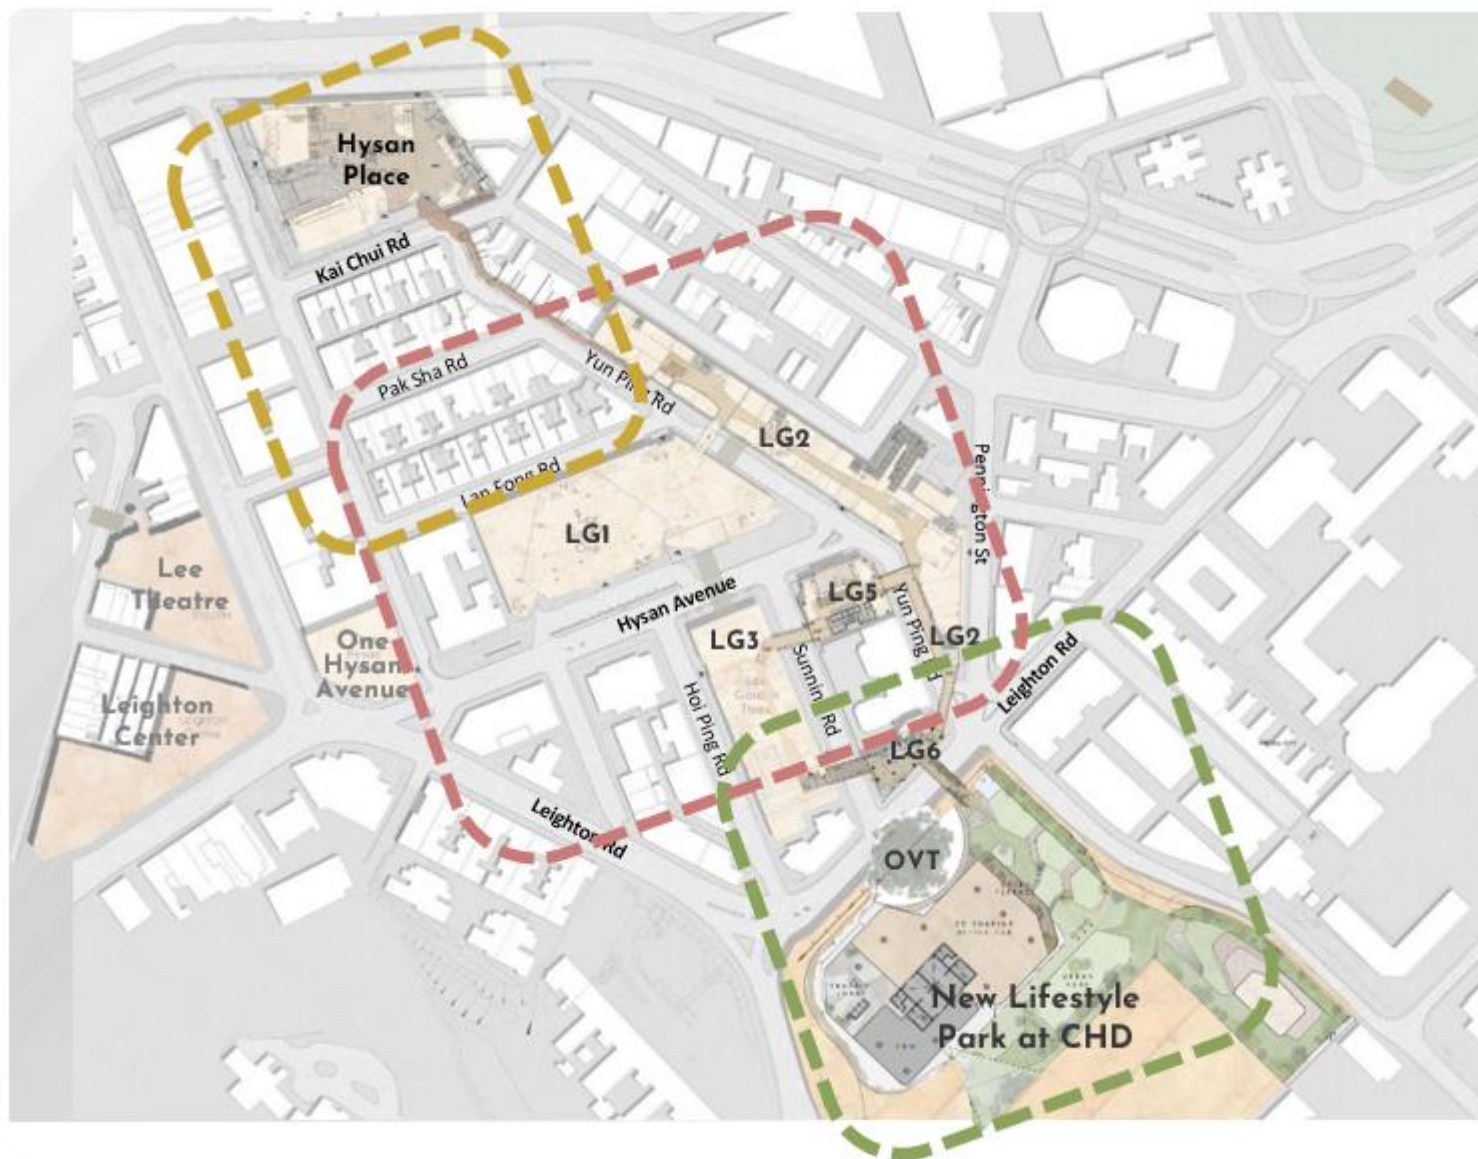 Hysan
Place
Kai Chui Rd
Pak Sha Rd
Yun Ping Rd
LG2
Lan Fong Rd
LG1
Pennington St
Lee
Theatre
LG5
Hysan Avenue
Yun Ping
One
Hysan
Avenue
LG3
LG2
Sunning Rd
Leighton Rd
Hoi Ping Rd
Leighton
Center
LG6
Leighton Rd
OVT
New Lifestyle
Park at CHD